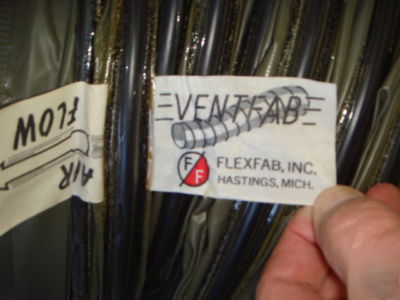 VENTFAB
F
F
FLEXFAB, INC.
HASTINGS, MICH.
AIR
FLOW